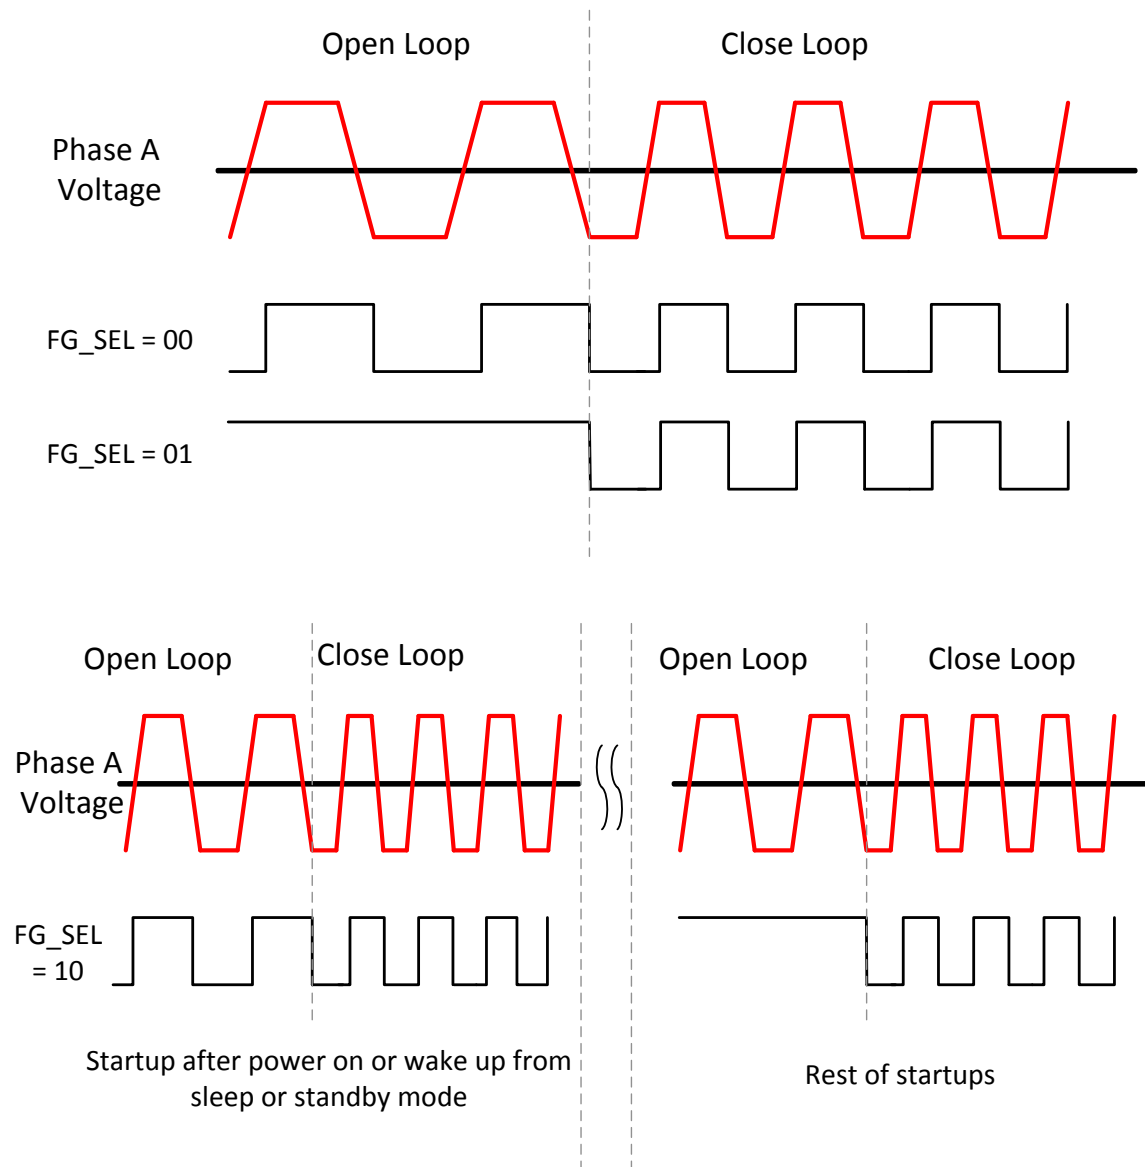 Open Loop
Close Loop
Phase A
Voltage
FG_SEL = 00
FG_SEL = 01
Open Loop
Close Loop
Open Loop
Close Loop
Phase A
Voltage
FG_SEL
= 10
Startup after power on or wake up from
sleep or standby mode
Rest of startups